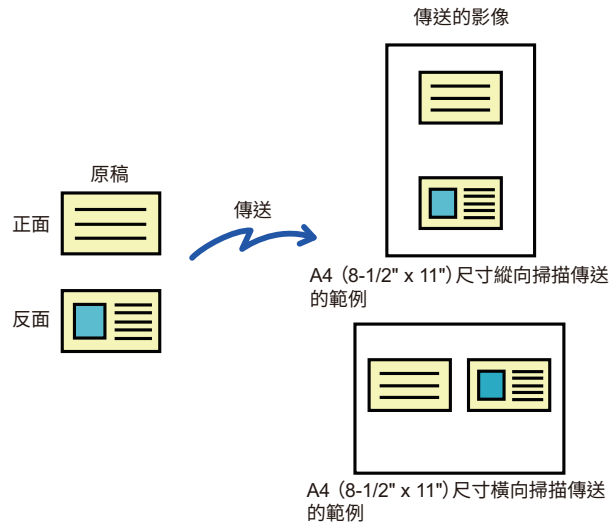 傳送的影像
原稿
正面
傳送
反面
A4 (8-1/2" x 11") 尺寸縱向掃描傳送
的範例
A4 (8-1/2" x 11") 尺寸橫向掃描傳送
的範例